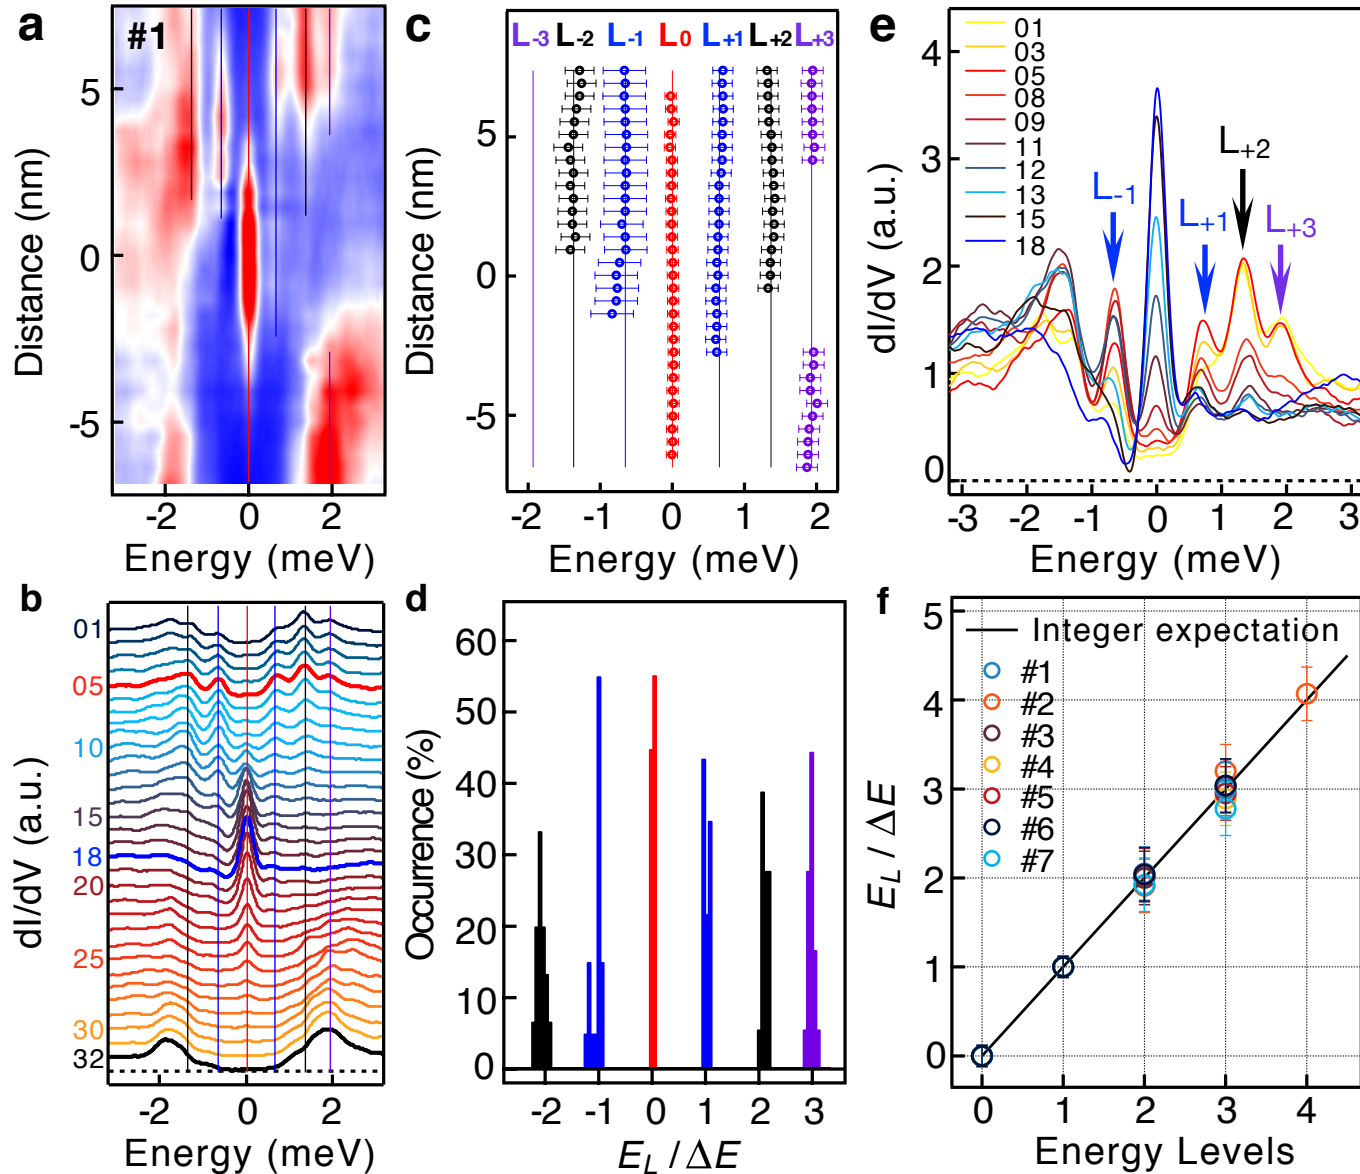 a
#1
5
0
-5
Distance (nm)
-2
0
2
Energy (meV)
c
L-3
L-2
L-1
L0
L+1
L+2
L+3
5
0
-5
Distance (nm)
-2
-1
0
1
2
Energy (meV)
e
01
03
05
08
09
11
12
13
15
18
L-1
L+1
L+2
L+3
4
3
2
1
0
dI/dV (a.u.)
-3
-2
-1
0
1
2
3
Energy (meV)
b
01
05
10
15
18
20
25
30
32
dI/dV (a.u.)
-2
0
2
Energy (meV)
d
60
50
40
30
20
10
0
Occurrence (%)
-2
-1
0
1
2
3
EL / ΔE
f
Integer expectation
#1
#2
#3
#4
#5
#6
#7
5
4
3
2
1
0
EL / ΔE
0
1
2
3
4
Energy Levels